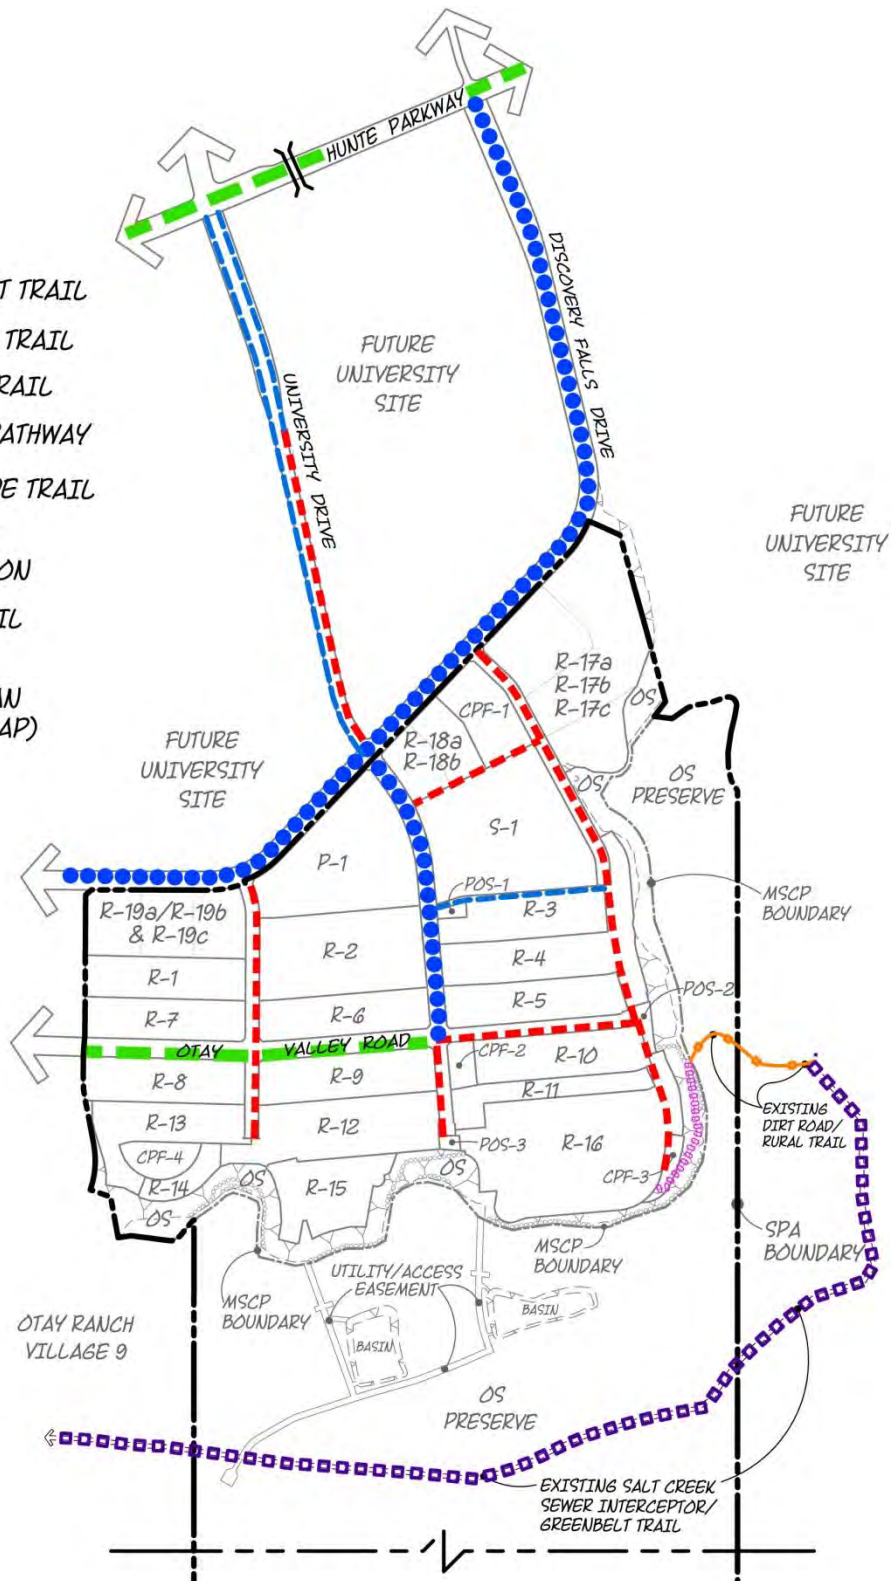 HUNTE PARKWAY
T TRAIL
TRAIL
RAIL
PATHWAY
DE TRAIL
ON
IL
AN
AP)
DISCOVERY FALLS DRIVE
UNIVERSITY DRIVE
FUTURE
UNIVERSITY
SITE
FUTURE
UNIVERSITY
SITE
FUTURE
UNIVERSITY
SITE
R-17a
R-17b
R-17c
OS
CPF-1
R-18a
R-18b
OS
OS
PRESERVE
S-1
P-1
POS-1
R-3
MSCP
BOUNDARY
R-19a/R-19b
& R-19c
R-2
R-4
R-1
R-5
POS-2
R-7
R-6
OTAY VALLEY ROAD
CPF-2
R-10
R-8
R-9
R-11
EXISTING
DIRT ROAD/
RURAL TRAIL
R-13
R-12
POS-3
R-16
CPF-4
CPF-3
R-14
OS
R-15
OS
OS
SPA
BOUNDARY
MSCP
BOUNDARY
UTILITY/ACCESS
EASEMENT
MSCP
BOUNDARY
BASIN
BASIN
OTAY RANCH
VILLAGE 9
OS
PRESERVE
EXISTING SALT CREEK
SEWER INTERCEPTOR/
GREENBELT TRAIL